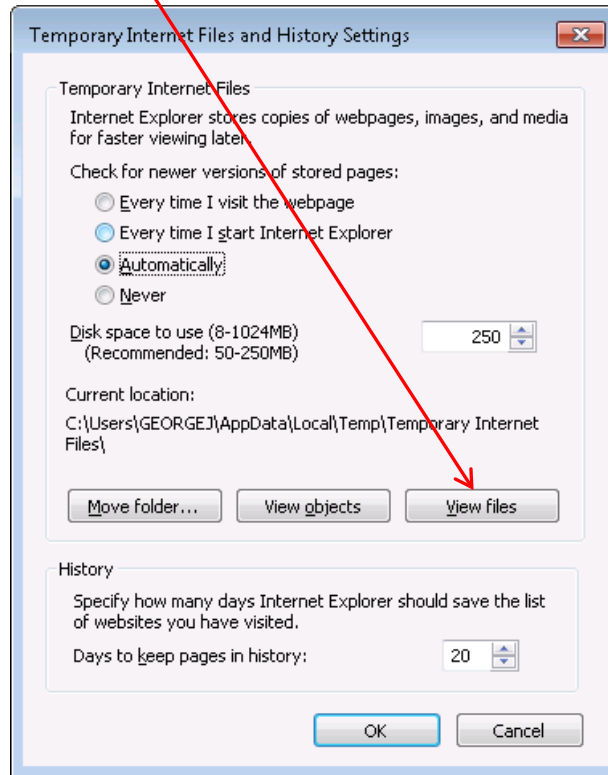 Temporary Internet Files and History Settings
Temporary Internet Files
Internet Explorer stores copies of webpages, images, and media
for faster viewing later.
Check for newer versions of stored pages:
Every time I visit the webpage
Every time I start Internet Explorer
Automatically
Never
Disk space to use (8-1024MB)
250
(Recommended: 50-250MB)
Current location:
C:\Users\GEORGEJ\AppData\Local\Temp\Temporary Internet
Files\
Move folder... View objects View files
History
Specify how many days Internet Explorer should save the list
of websites you have visited.
Days to keep pages in history: 20
OK Cancel